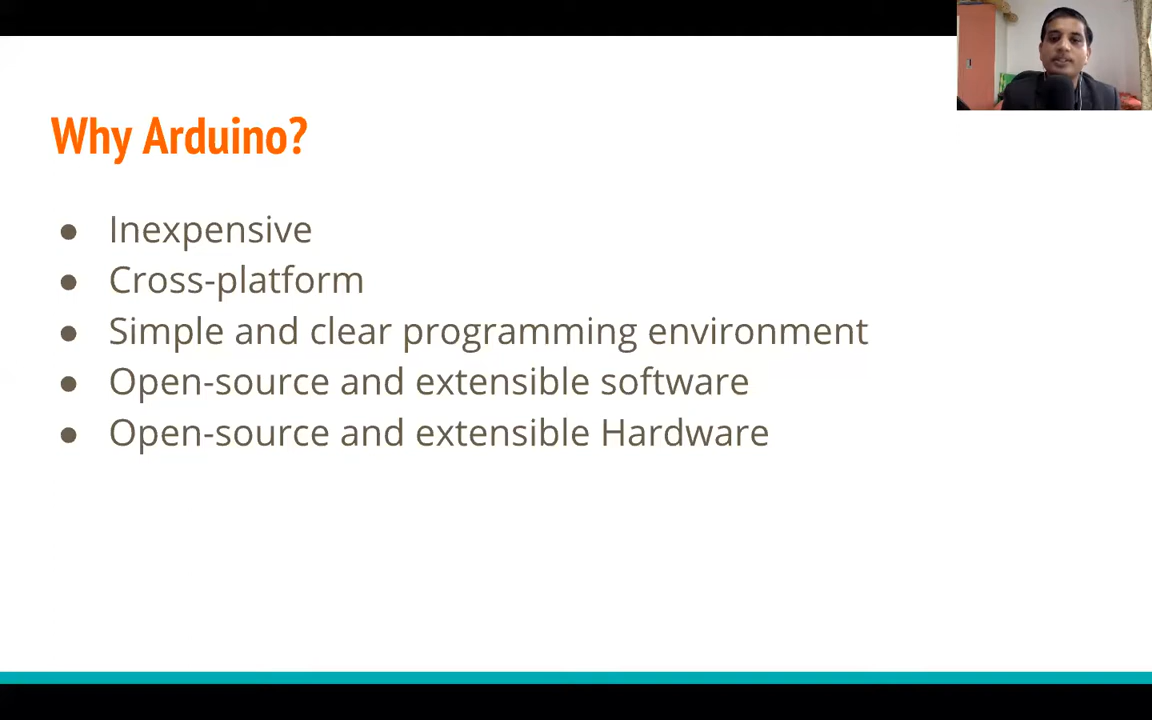 Why Arduino?
● Inexpensive
● Cross-platform
● Simple and clear programming environment
● Open-source and extensible software
● Open-source and extensible Hardware